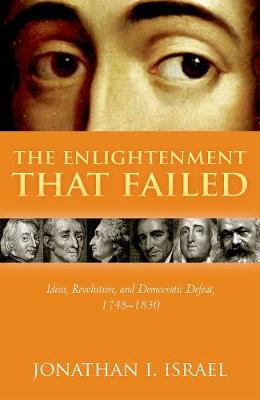 THE ENLIGHTENMENT
THAT FAILED
Ideas, Revolution, and Democratic Defeat,
1748–1830
JONATHAN I. ISRAEL